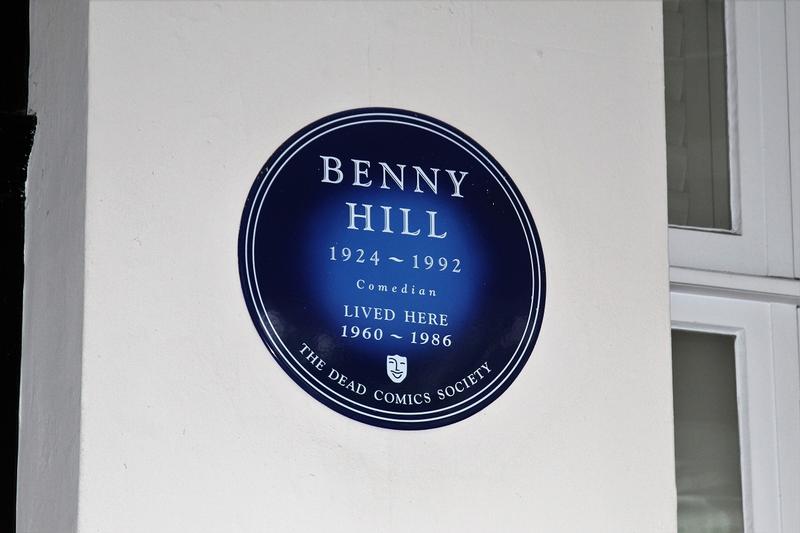 BENNY
HILL
1924 ~ 1992
Comedian
LIVED HERE
1960 ~ 1986
THE DEAD COMICS SOCIETY